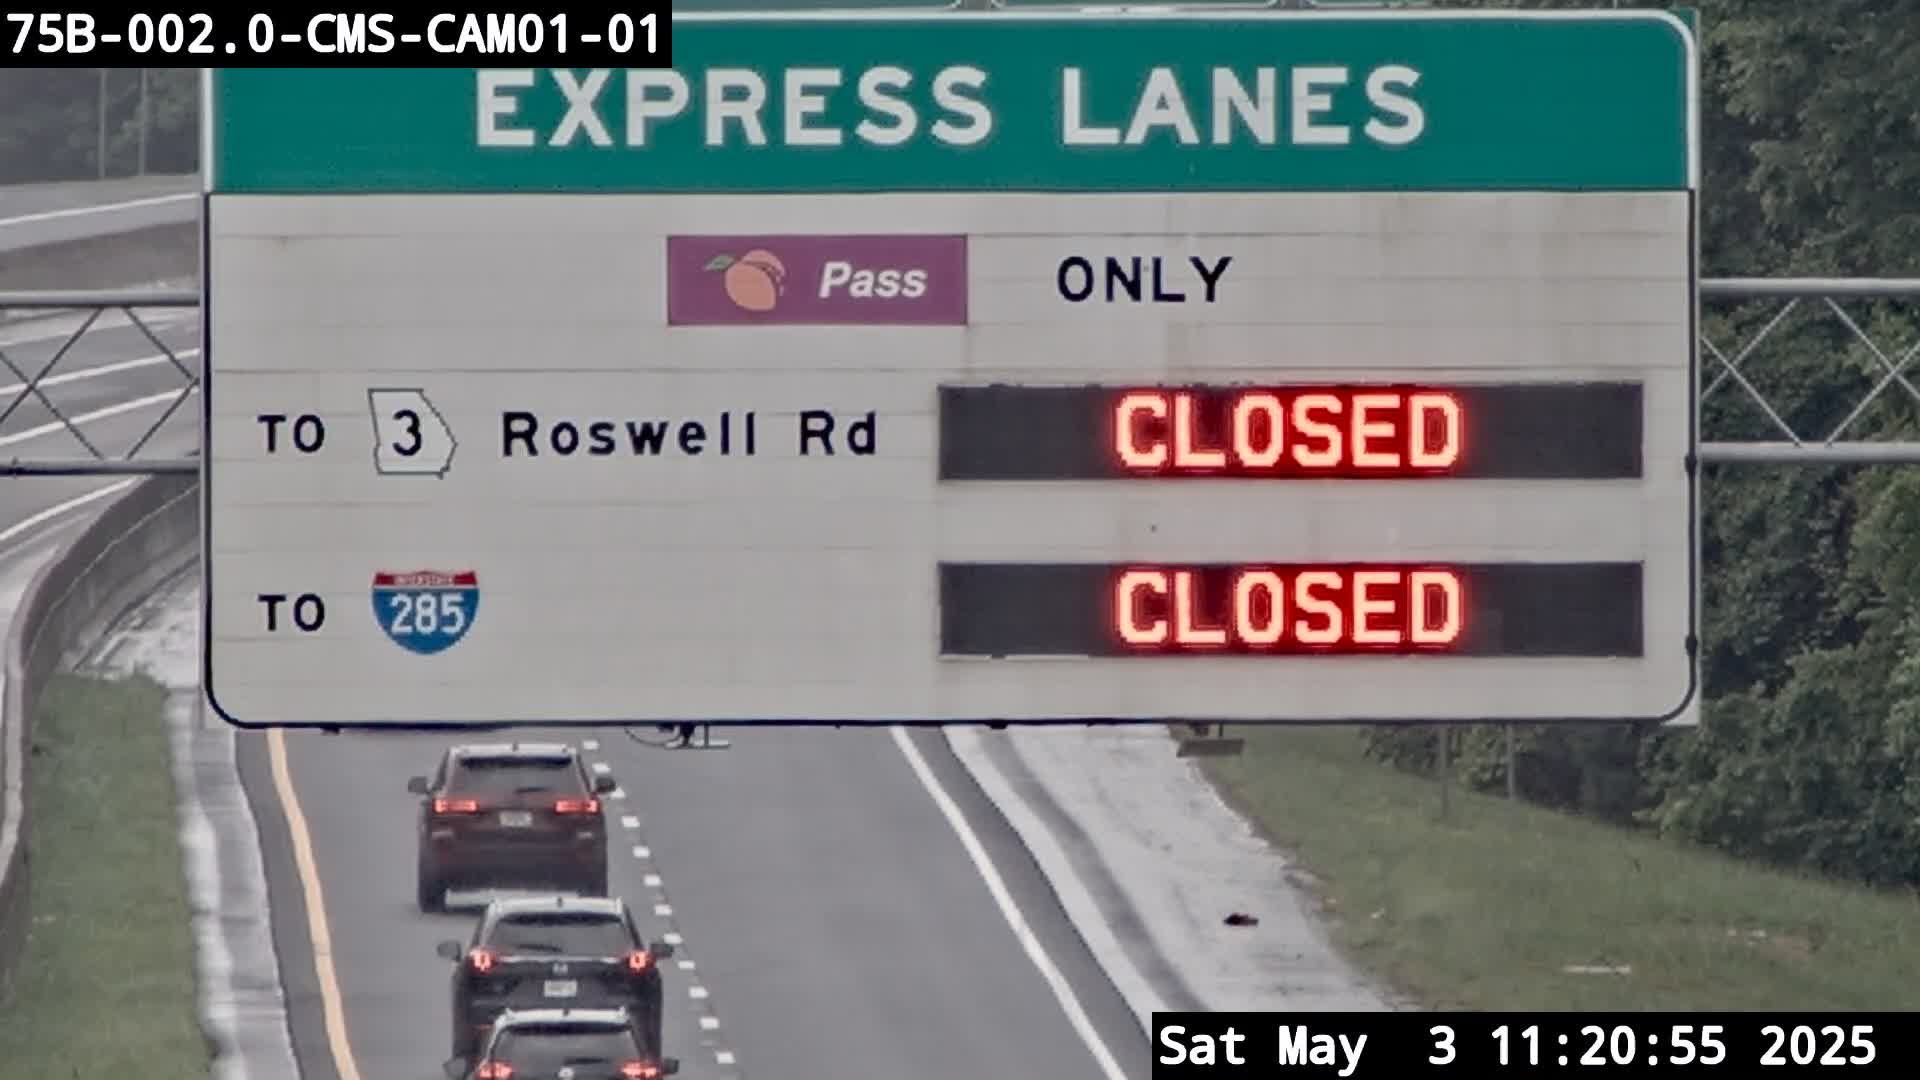 75B-002.0-CMS-CAM01-01
EXPRESS LANES
Pass ONLY
TO 3 Roswell Rd CLOSED
INTERSTATE
TO 285 CLOSED
Sat May 3 11:20:55 2025